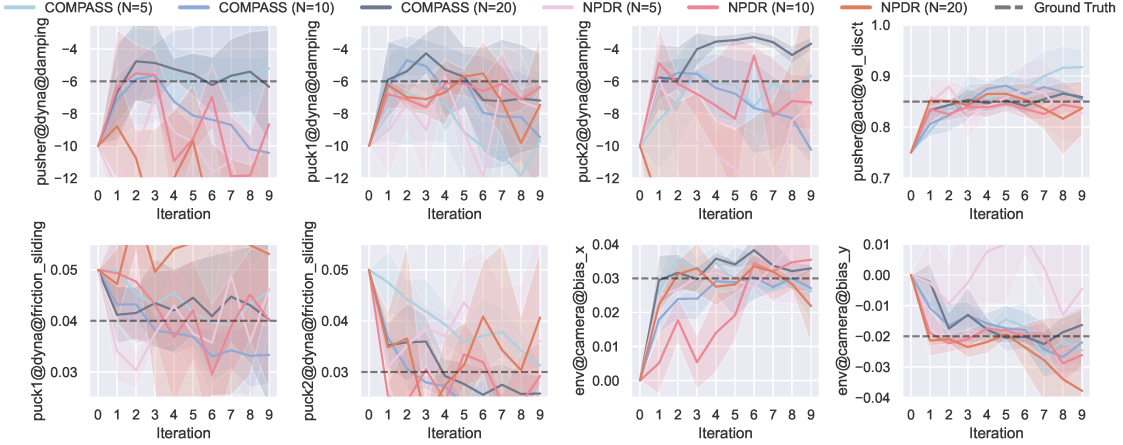 COMPASS (N=5) COMPASS (N=10) COMPASS (N=20) NPDR (N=5) NPDR (N=10) NPDR (N=20) Ground Truth
pusher@dyna@damping
−4
−6
−8
−10
−12
0 1 2 3 4 5 6 7 8 9
Iteration
puck1@dyna@damping
−4
−6
−8
−10
−12
0 1 2 3 4 5 6 7 8 9
Iteration
puck2@dyna@damping
−4
−6
−8
−10
−12
0 1 2 3 4 5 6 7 8 9
Iteration
pusher@act@vel_disct
1.0
0.9
0.8
0.7
0 1 2 3 4 5 6 7 8 9
Iteration
puck1@dyna@friction_sliding
0.05
0.04
0.03
0 1 2 3 4 5 6 7 8 9
Iteration
puck2@dyna@friction_sliding
0.05
0.04
0.03
0 1 2 3 4 5 6 7 8 9
Iteration
env@camera@bias_x
0.04
0.03
0.02
0.01
0.00
0 1 2 3 4 5 6 7 8 9
Iteration
env@camera@bias_y
0.01
0.00
−0.01
−0.02
−0.03
−0.04
0 1 2 3 4 5 6 7 8 9
Iteration